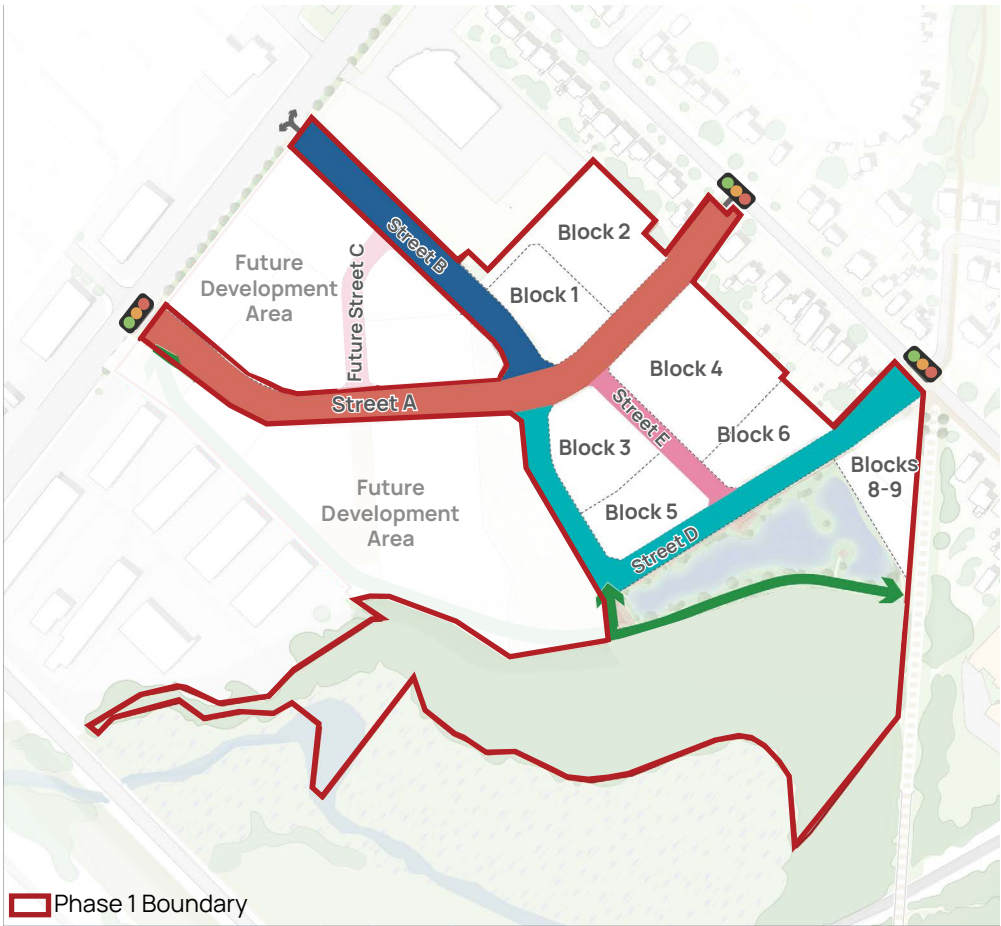 Street B
Block 2
Future
Development
Area
Future Street C
Block 1
Block 4
Street A
Street E
Block 3
Block 6
Blocks
8-9
Future
Development
Area
Block 5
Street D
Phase 1 Boundary